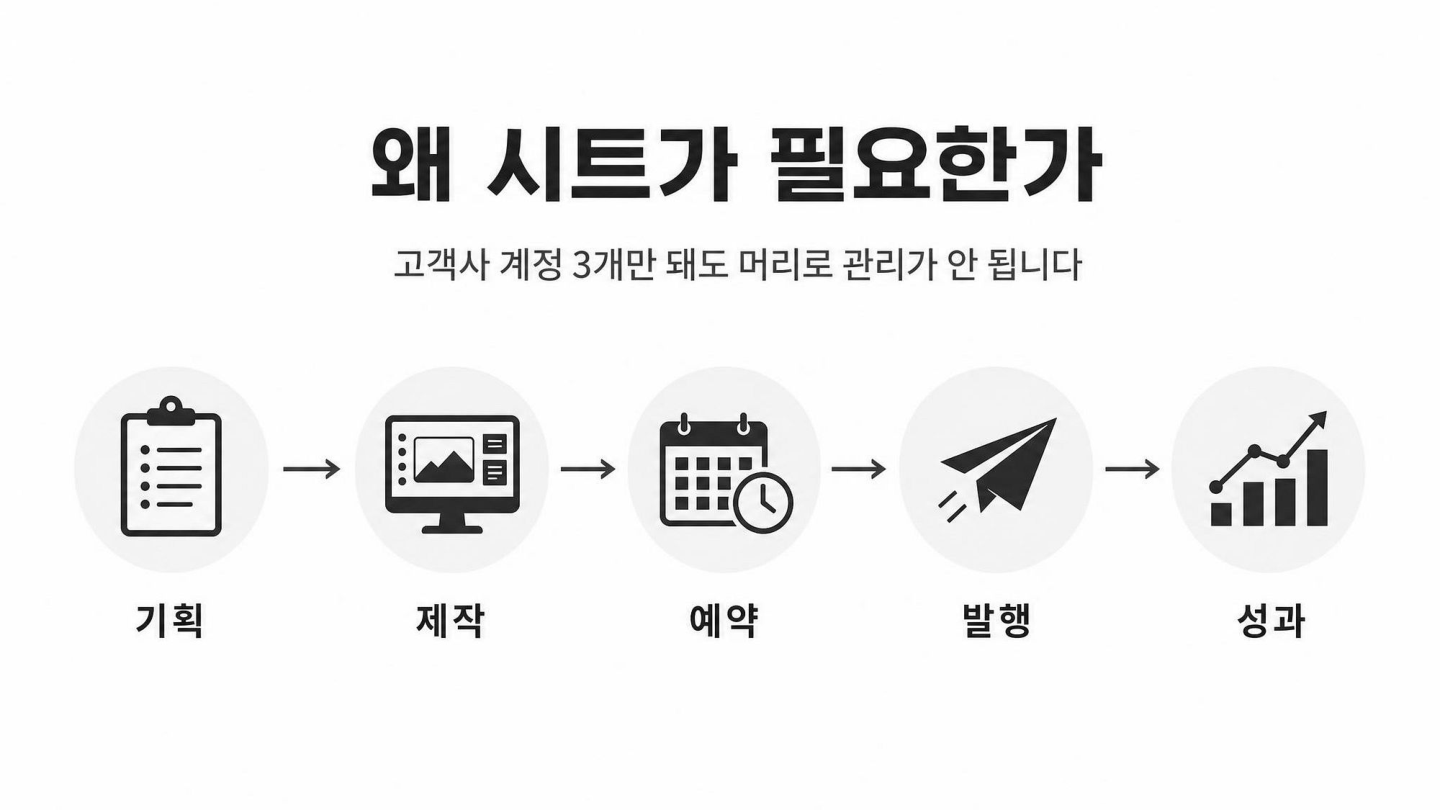 왜 시트가 필요한가
고객사 계정 3개만 돼도 머리로 관리가 안 됩니다
기획
제작
예약
발행
성과